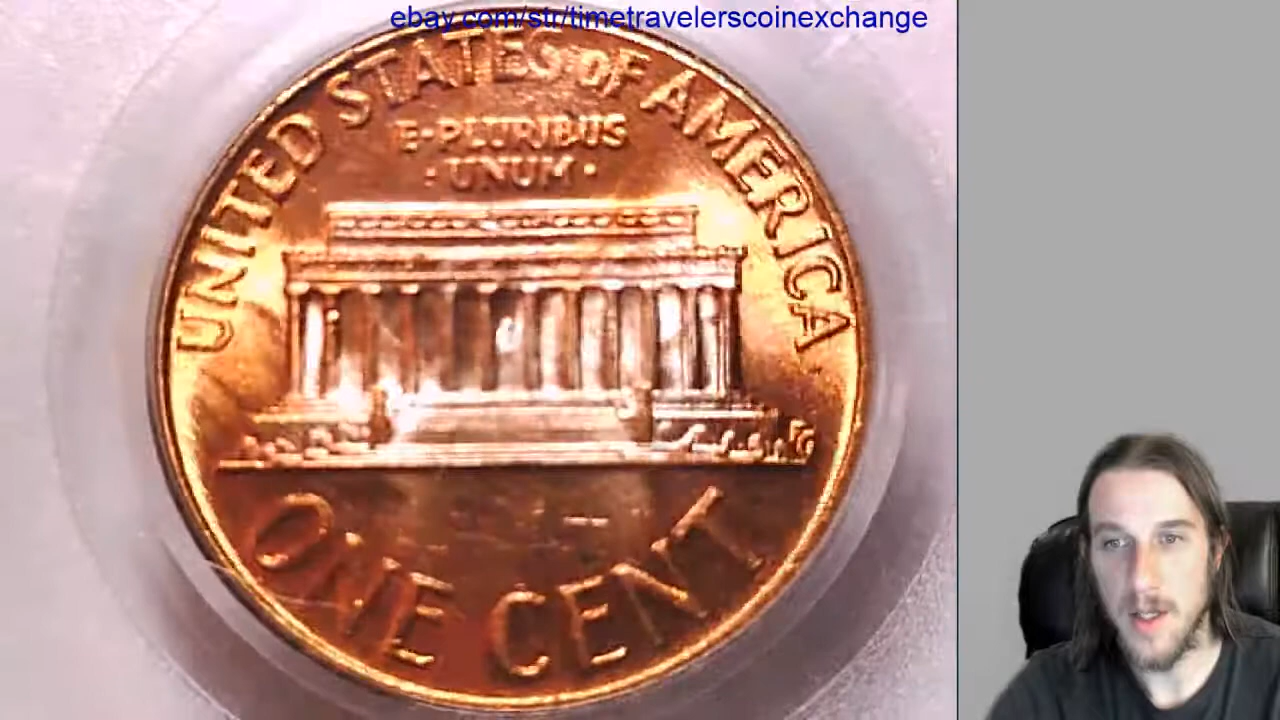 ebay.com/str/timetravelerscoinexchange
UNITED STATES OF AMERICA
E·PLURIBUS
·UNUM·
ONE CENT